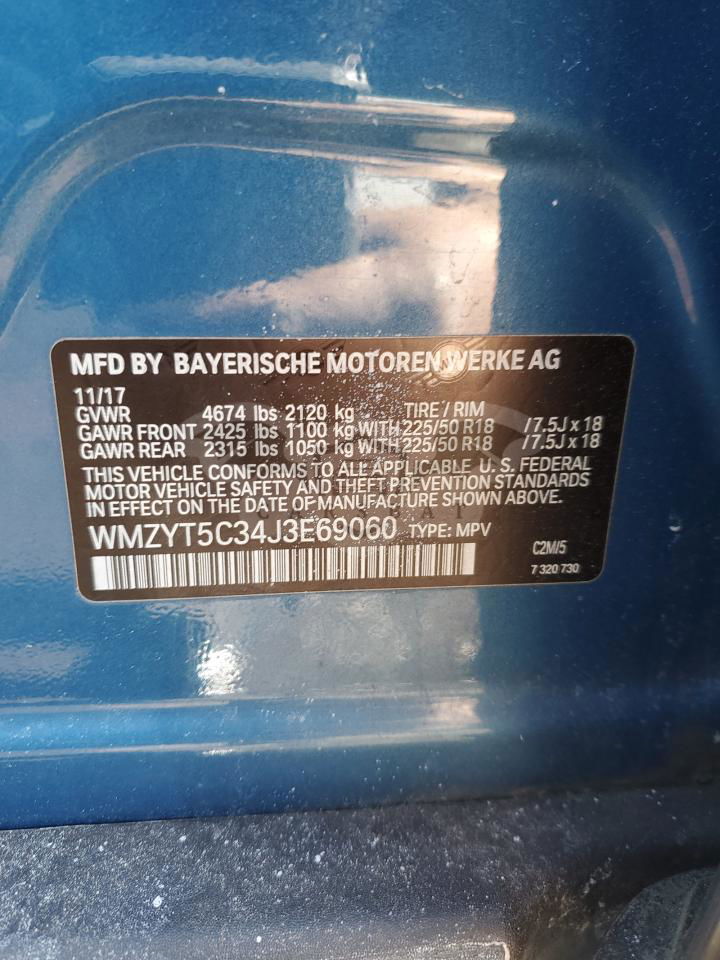 MFD BY BAYERISCHE MOTOREN WERKE AG
11/17
GVWR 4674 lbs 2120 kg TIRE / RIM
GAWR FRONT 2425 lbs 1100 kg WITH 225/50 R18 / 7.5J x 18
GAWR REAR 2315 lbs 1050 kg WITH 225/50 R18 / 7.5J x 18
THIS VEHICLE CONFORMS TO ALL APPLICABLE U. S. FEDERAL
MOTOR VEHICLE SAFETY AND THEFT PREVENTION STANDARDS
IN EFFECT ON THE DATE OF MANUFACTURE SHOWN ABOVE.
WMZYT5C34J3E69060 TYPE: MPV
C2M/5
7 320 730